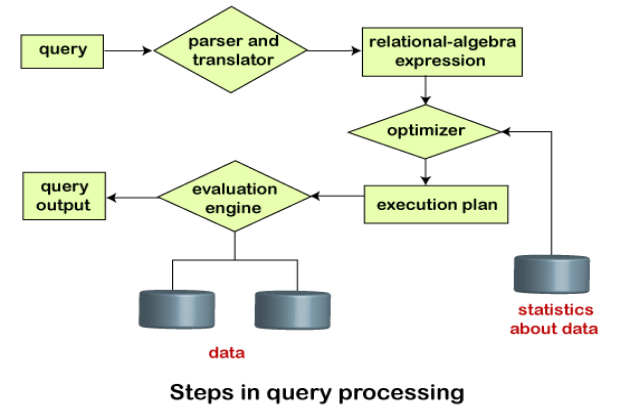 query
parser and
translator
relational-algebra
expression
optimizer
query
output
evaluation
engine
execution plan
statistics
about data
data
Steps in query processing